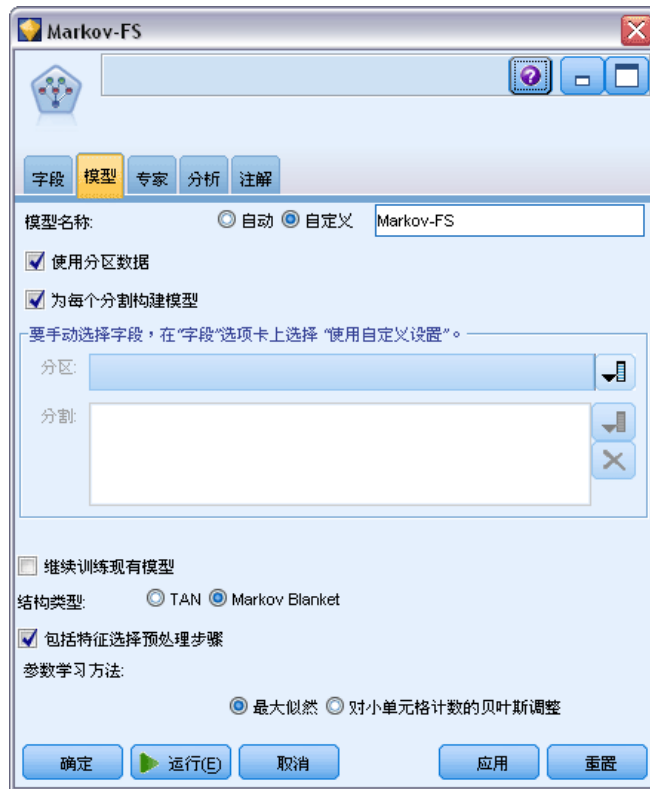 Markov-FS
字段 模型 专家 分析 注解
模型名称: 自动 自定义 Markov-FS
使用分区数据
为每个分割构建模型
要手动选择字段，在"字段"选项卡上选择 "使用自定义设置"。
分区:
分割:
继续训练现有模型
结构类型: TAN Markov Blanket
包括特征选择预处理步骤
参数学习方法:
最大似然 对小单元格计数的贝叶斯调整
确定 运行(E) 取消 应用 重置